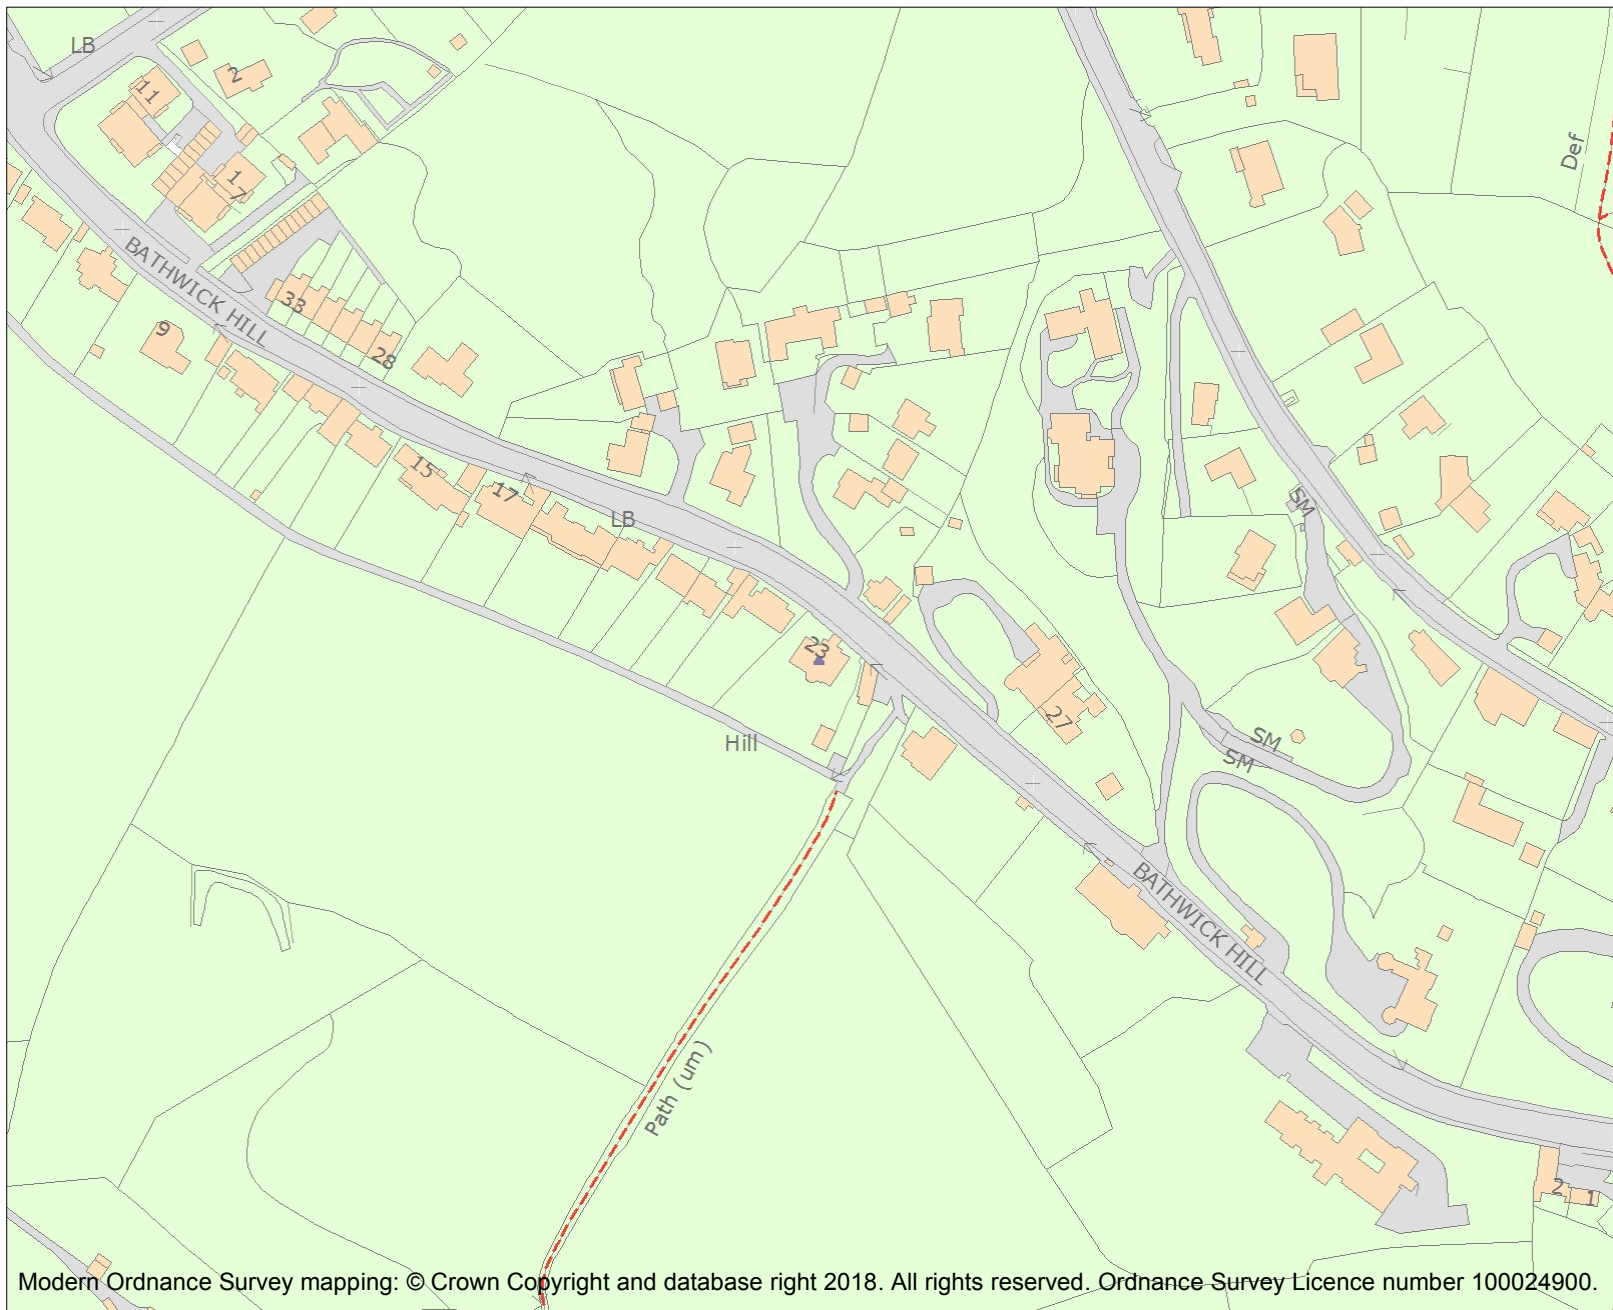 LB
11
2
17
Def
BATHWICK HILL
33
28
9
15
17
LB
SM
23
27
SM
SM
Hill
BATHWICK HILL
Path (um)
2
1
Modern Ordnance Survey mapping: © Crown Copyright and database right 2018. All rights reserved. Ordnance Survey Licence number 100024900.